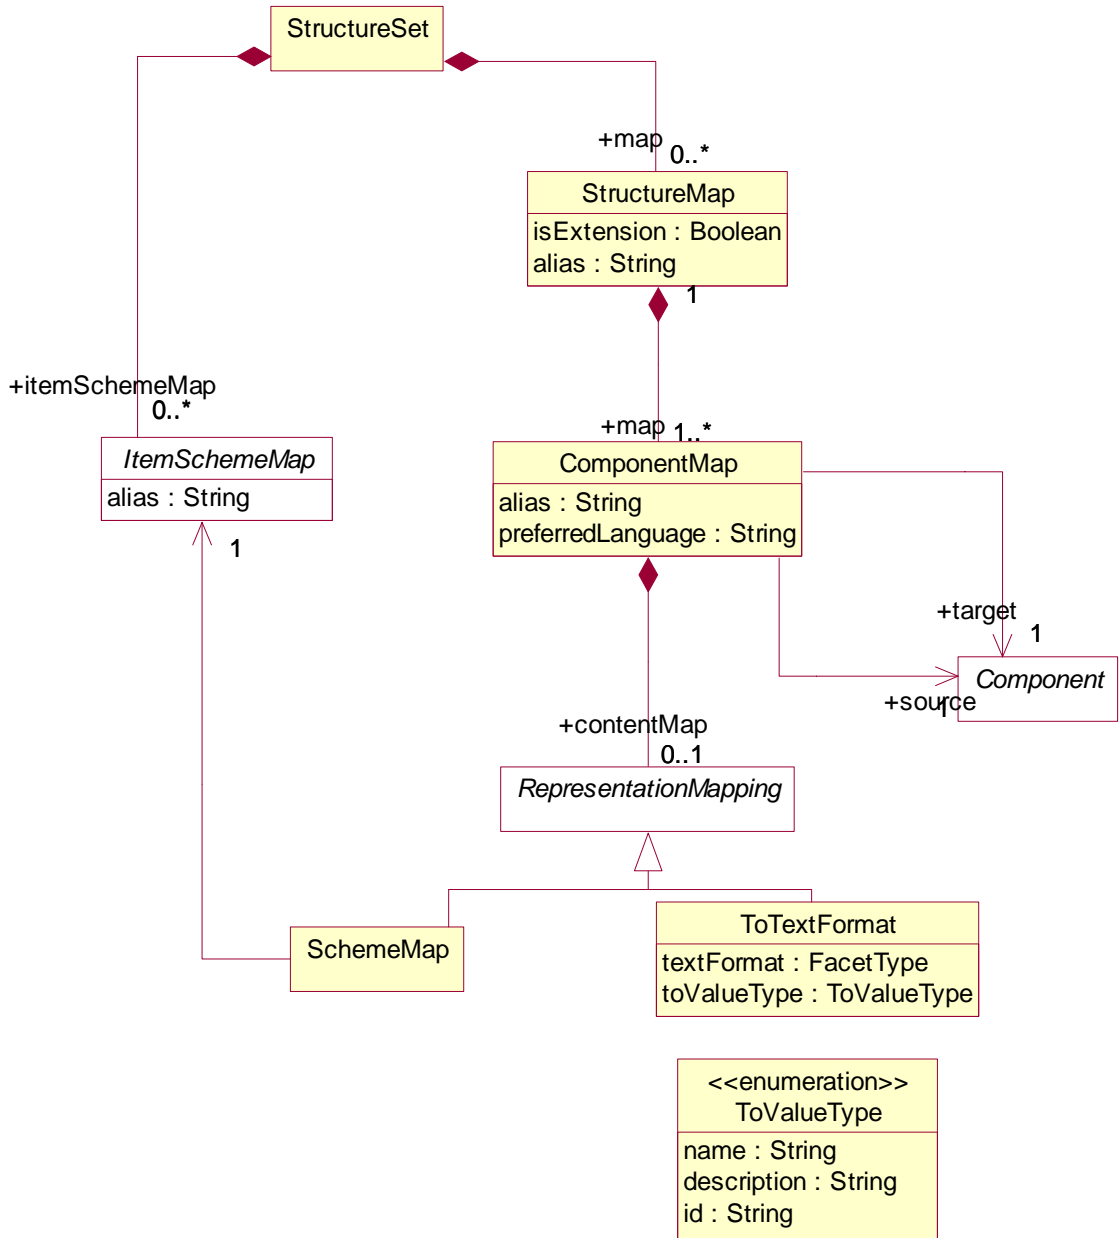 StructureSet
+map
0..*
StructureMap
isExtension : Boolean
alias : String
1
+itemSchemeMap
0..*
ItemSchemeMap
alias : String
1
+map
1..*
ComponentMap
alias : String
preferredLanguage : String
+target
1
Component
+source
1
+contentMap
0..1
RepresentationMapping
SchemeMap
ToTextFormat
textFormat : FacetType
toValueType : ToValueType
<<enumeration>>
ToValueType
name : String
description : String
id : String